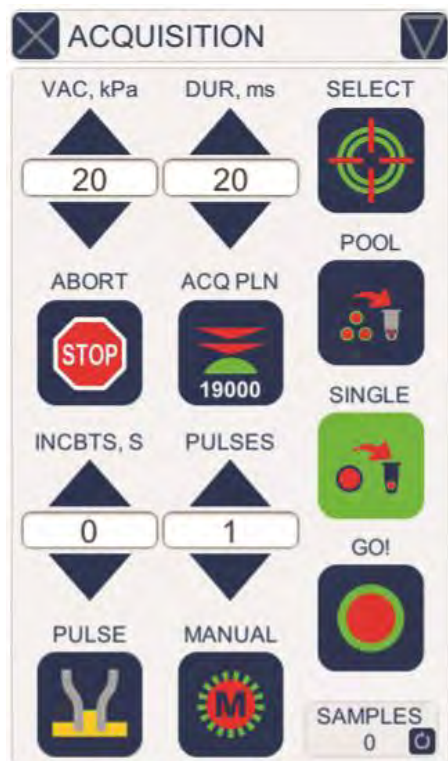 ACQUISITION
VAC, kPa DUR, ms SELECT
20 20
POOL
ABORT ACQ PLN
STOP
19000
SINGLE
INCBTS, S PULSES
0 1
GO!
PULSE MANUAL
M
SAMPLES
0